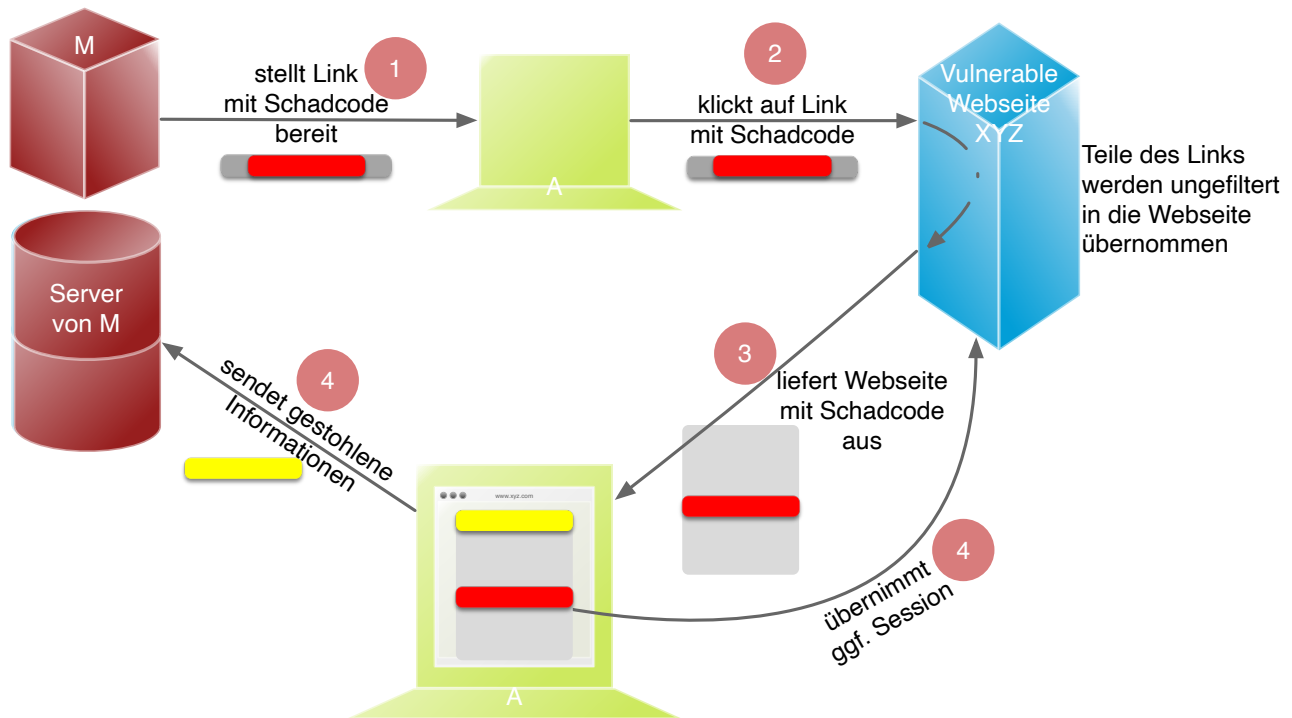 M
stellt Link
mit Schadcode
bereit
1
A
2
klickt auf Link
mit Schadcode
Vulnerable
Webseite
XYZ
Teile des Links
werden ungefiltert
in die Webseite
übernommen
Server
von M
4
sendet gestohlene
Informationen
3
liefert Webseite
mit Schadcode
aus
www.xyz.com
A
4
übernimmt
ggf. Session